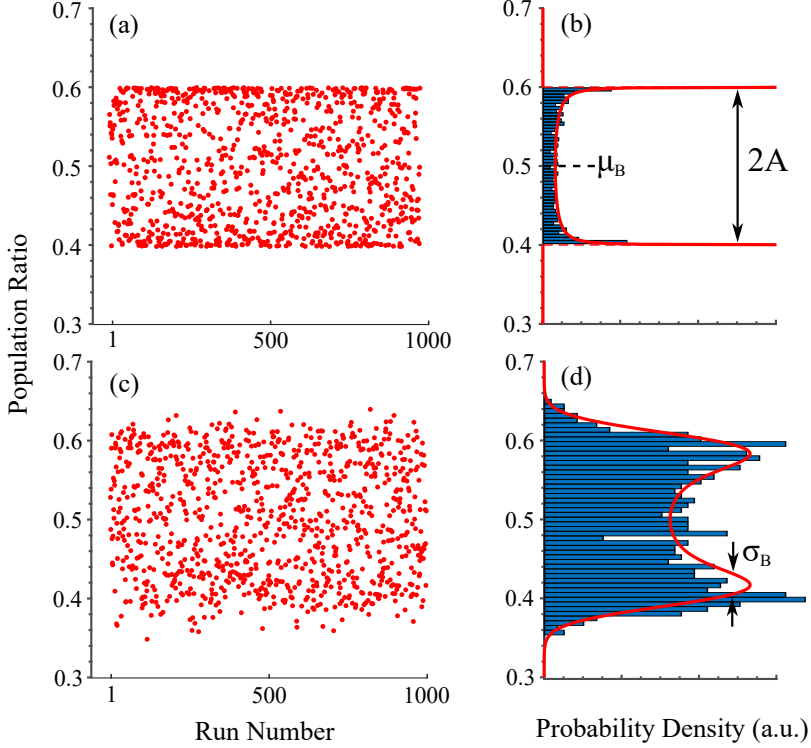 (a)
(b)
0.7
0.6
0.5
0.4
0.3
1
500
1000
0.7
0.6
0.5
0.4
0.3
μB
2A
Population Ratio
(c)
(d)
0.7
0.6
0.5
0.4
0.3
1
500
1000
Run Number
0.7
0.6
0.5
0.4
0.3
σB
Probability Density (a.u.)